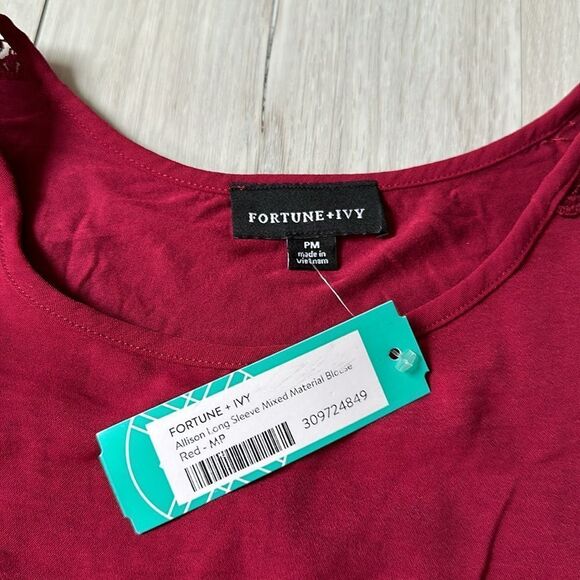 FORTUNE+IVY
PM
made in
vietnam
FORTUNE + IVY
Allison Long Sleeve Mixed Material Blouse
Red - MP
309724849